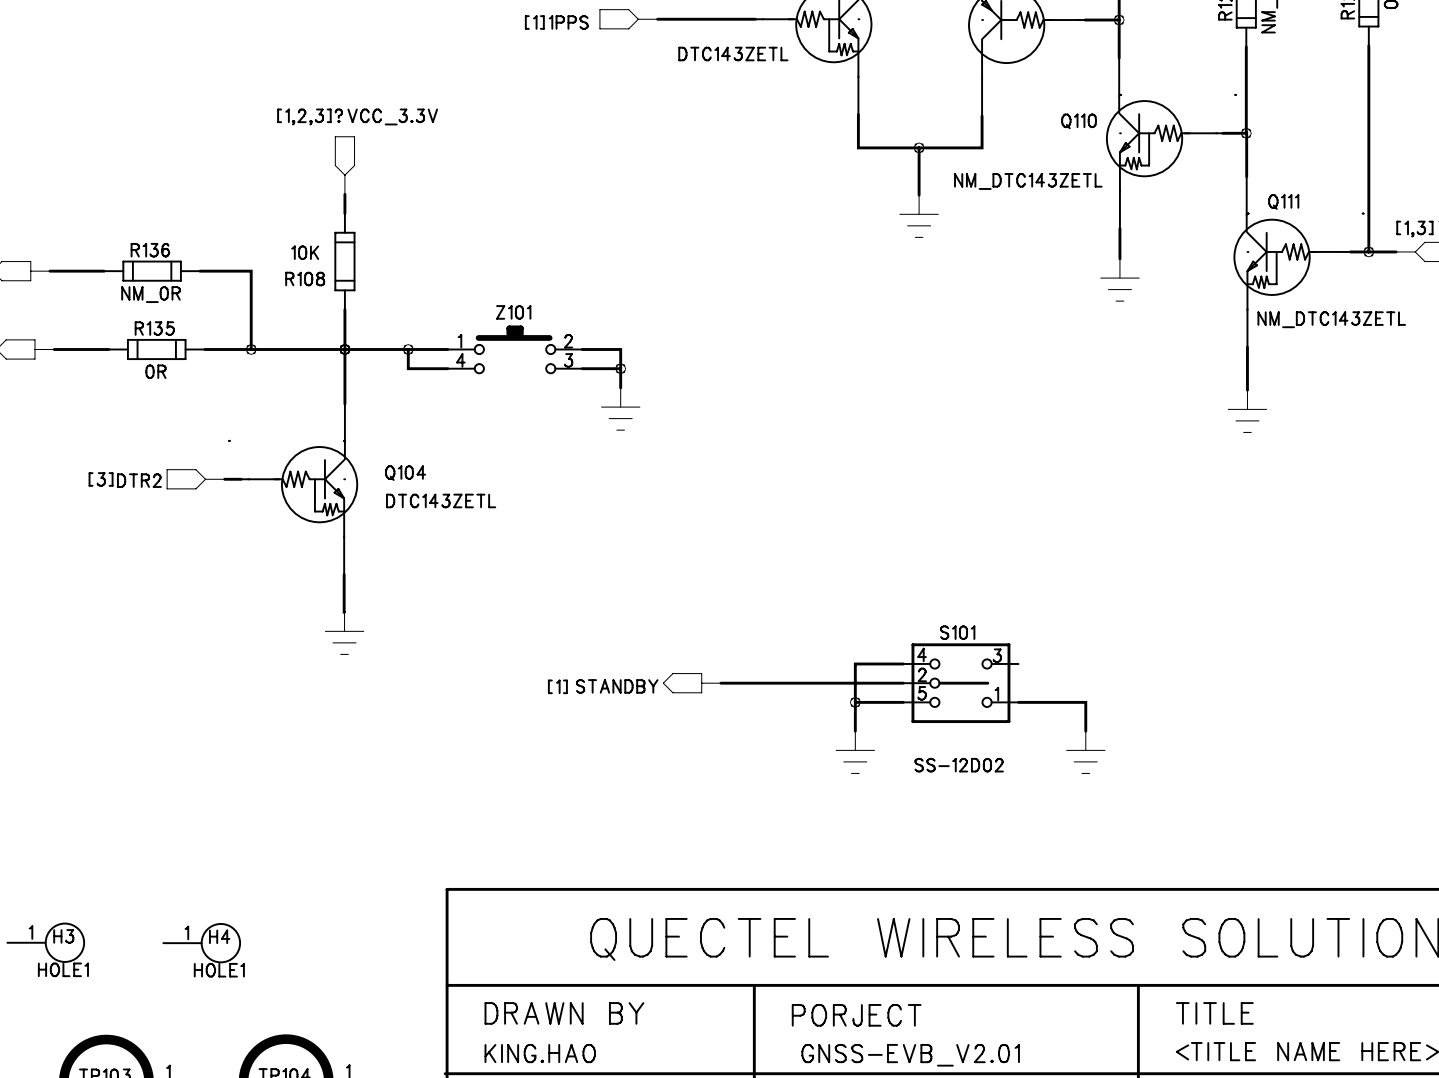 [1]1PPS
DTC143ZETL
NM_
[1,2,3]?VCC_3.3V
10K
R108
R136
NM_0R
R135
0R
Z101
1
2
4
3
[3]DTR2
Q104
DTC143ZETL
Q110
NM_DTC143ZETL
Q111
[1,3]
NM_DTC143ZETL
S101
4
3
2
5
1
[1] STANDBY
SS-12D02
1
H3
HOLE1
1
H4
HOLE1
TP103
1
TP104
1
QUECTEL WIRELESS SOLUTION
DRAWN BY
KING.HAO
PORJECT
GNSS-EVB_V2.01
TITLE
<TITLE NAME HERE>